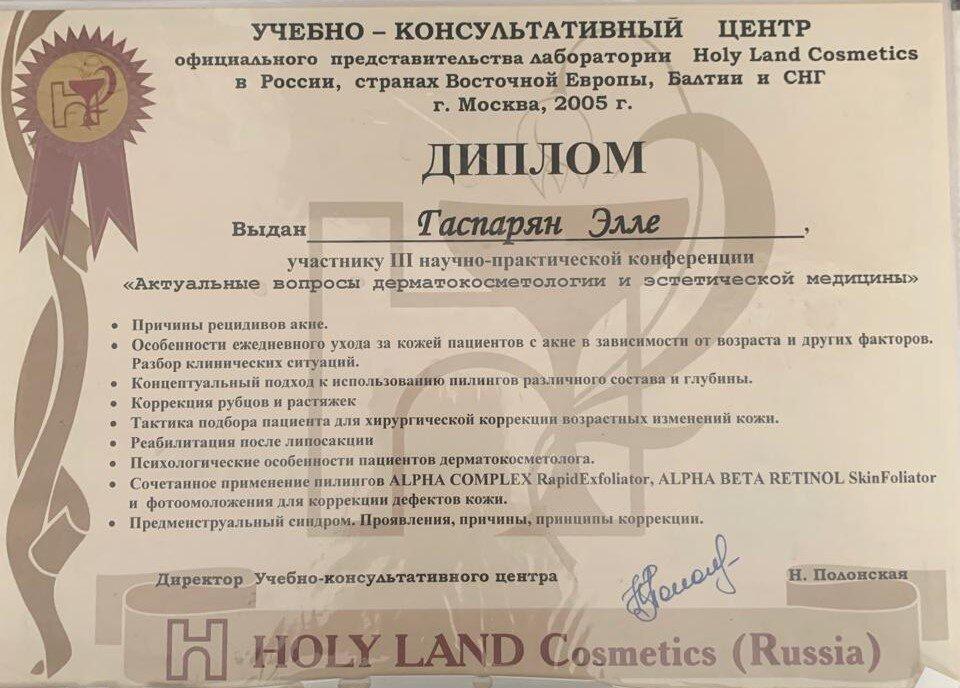 УЧЕБНО – КОНСУЛЬТАТИВНЫЙ ЦЕНТР
официального представительства лаборатории Holy Land Cosmetics
в России, странах Восточной Европы, Балтии и СНГ
г. Москва, 2005 г.
ДИПЛОМ
Выдан Гаспарян Элле,
участнику III научно-практической конференции
«Актуальные вопросы дерматокосметологии и эстетической медицины»
• Причины рецидивов акне.
• Особенности ежедневного ухода за кожей пациентов с акне в зависимости от возраста и других факторов.
Разбор клинических ситуаций.
• Концептуальный подход к использованию пилингов различного состава и глубины.
• Коррекция рубцов и растяжек
• Тактика подбора пациента для хирургической коррекции возрастных изменений кожи.
• Реабилитация после липосакции
• Психологические особенности пациентов дерматокосметолога.
• Сочетанное применение пилингов ALPHA COMPLEX RapidExfoliator, ALPHA BETA RETINOL SkinFoliator
и фотоомоложения для коррекции дефектов кожи.
• Предменструальный синдром. Проявления, причины, принципы коррекции.
Директор Учебно-консультативного центра Н. Полонская
H HOLY LAND Cosmetics (Russia)